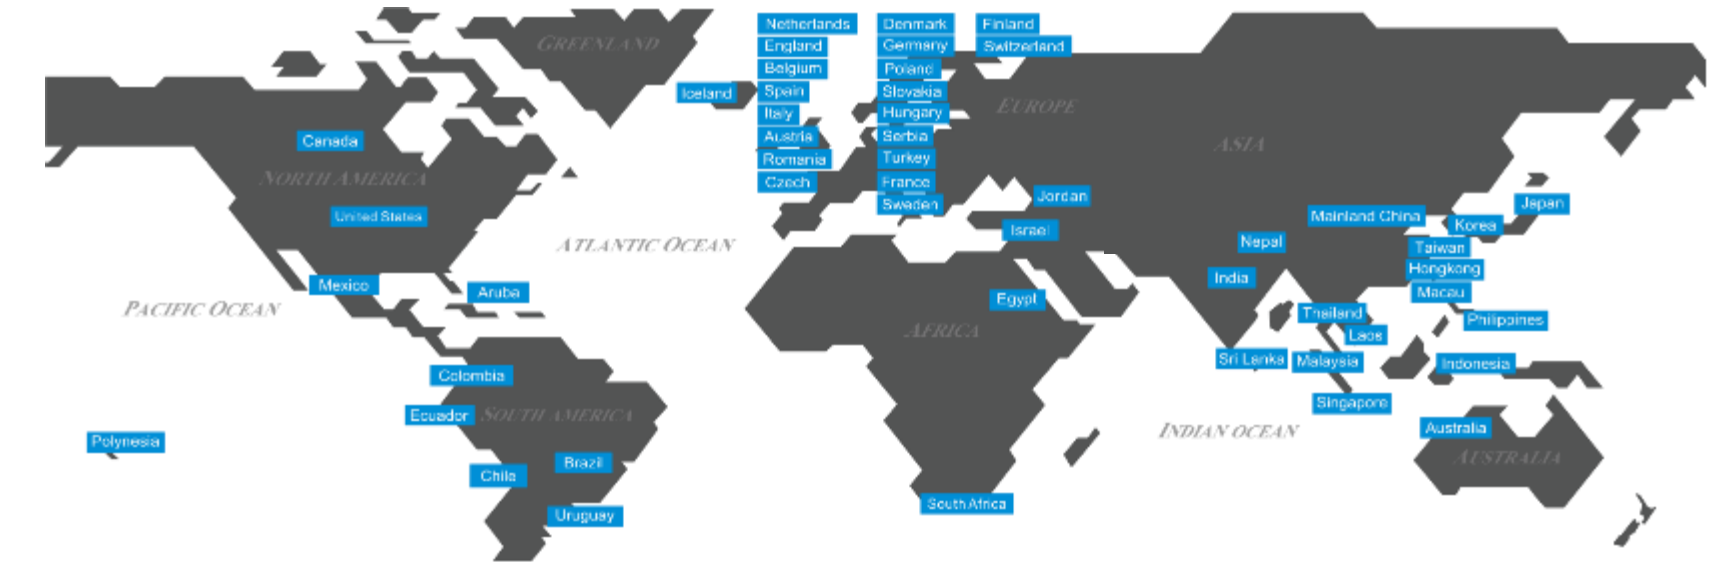 GREENLAND
Netherlands
England
Belgium
Spain
Italy
Austria
Romania
Czech
Denmark
Germany
Poland
Slovakia
Hungary
Serbia
Turkey
France
Sweden
Finland
Switzerland
Iceland
EUROPE
ASIA
Canada
NORTH AMERICA
United States
ATLANTIC OCEAN
Mexico
Aruba
PACIFIC OCEAN
Jordan
Israel
Egypt
AFRICA
Mainland China
Japan
Korea
Nepal
Taiwan
India
Hongkong
Macau
Thailand
Philippines
Laos
Sri Lanka
Malaysia
Indonesia
Singapore
Colombia
Ecuador
SOUTH AMERICA
Polynesia
Brazil
Chile
Uruguay
South Africa
INDIAN OCEAN
Australia
AUSTRALIA